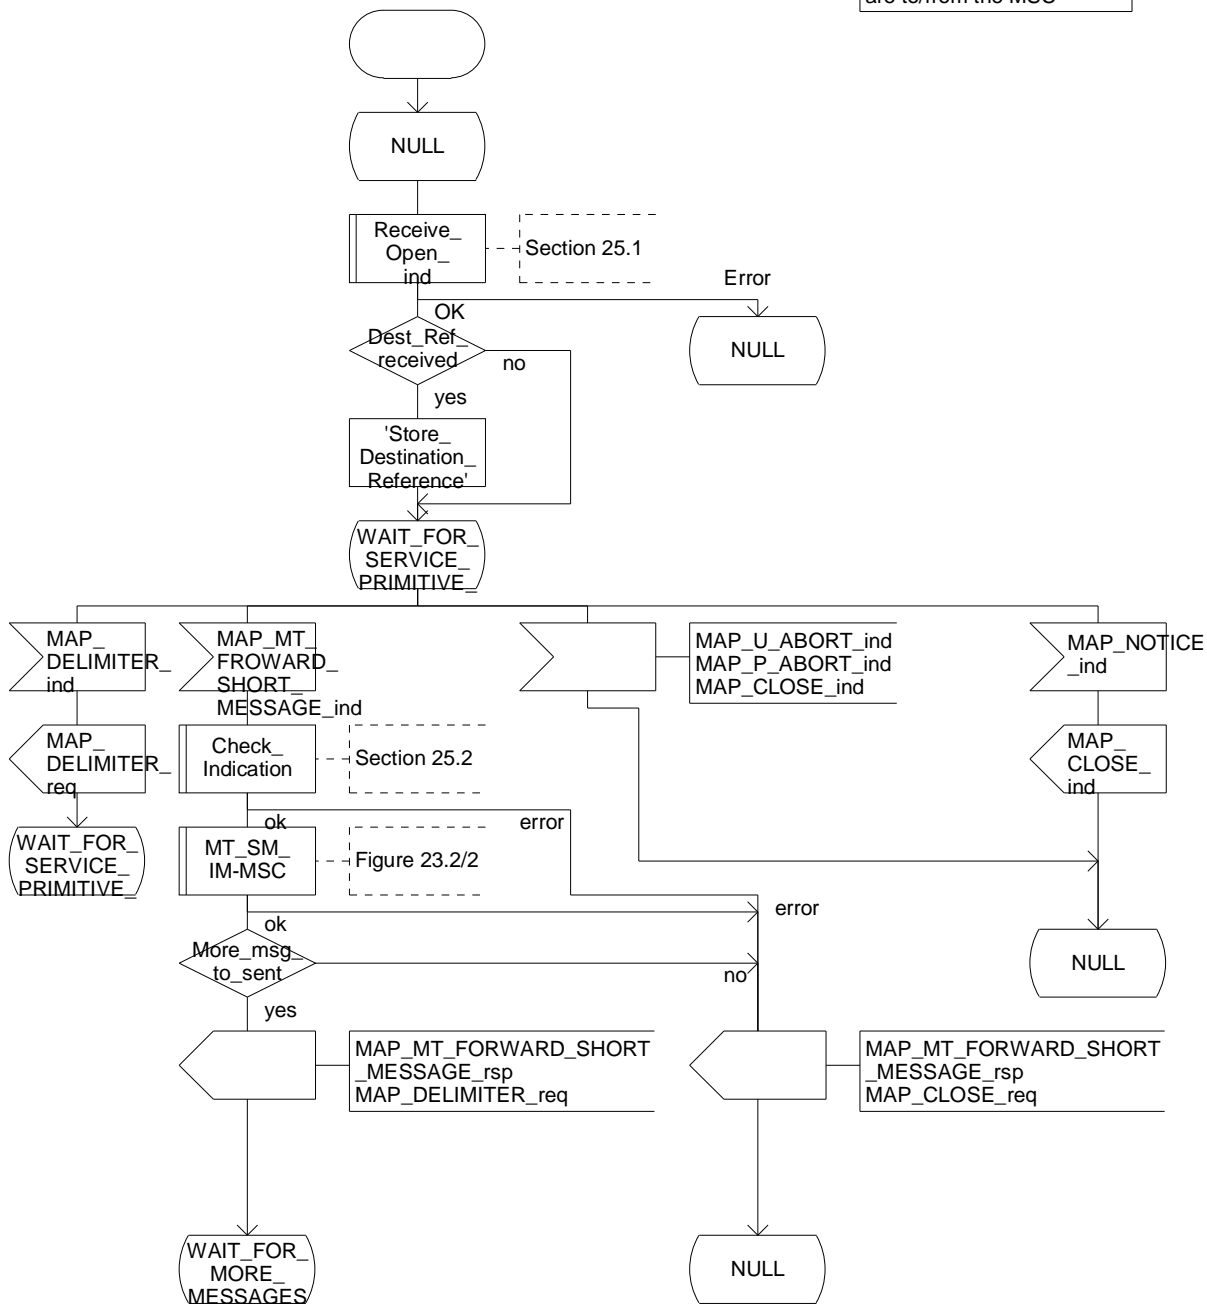 are to/from the MSC
NULL
Receive_
Open_
ind
Section 25.1
Error
OK
Dest_Ref_
received
no
NULL
yes
'Store_
Destination_
Reference'
WAIT_FOR_
SERVICE_
PRIMITIVE_
MAP_
DELIMITER_
ind
MAP_MT_
FROWARD_
SHORT_
MESSAGE_ind
MAP_U_ABORT_ind
MAP_P_ABORT_ind
MAP_CLOSE_ind
MAP_NOTICE
_ind
MAP_
DELIMITER_
req
Check_
Indication
Section 25.2
MAP_
CLOSE_
ind
ok
error
WAIT_FOR_
SERVICE_
PRIMITIVE_
MT_SM_
IM-MSC
Figure 23.2/2
ok
error
More_msg_
to_sent
no
NULL
yes
MAP_MT_FORWARD_SHORT
_MESSAGE_rsp
MAP_DELIMITER_req
MAP_MT_FORWARD_SHORT
_MESSAGE_rsp
MAP_CLOSE_req
WAIT_FOR_
MORE_
MESSAGES
NULL